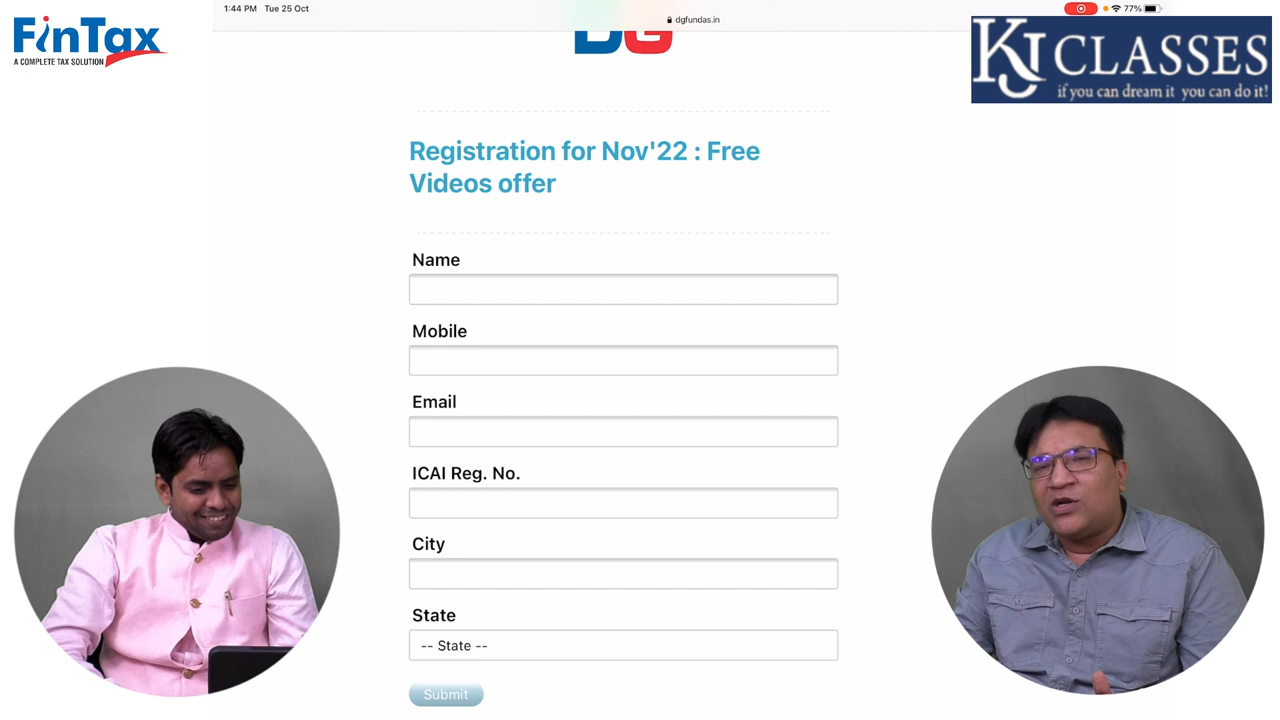 1:44 PM Tue 25 Oct
dgfundas.in
77%
FinTax
A COMPLETE TAX SOLUTION
KJ CLASSES
if you can dream it you can do it!
DG
Registration for Nov'22 : Free
Videos offer
Name
Mobile
Email
ICAI Reg. No.
City
State
-- State --
Submit